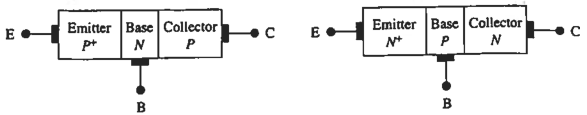 Emitter Base Collector
E P+ N P C
B
Emitter Base Collector
E N+ P N C
B